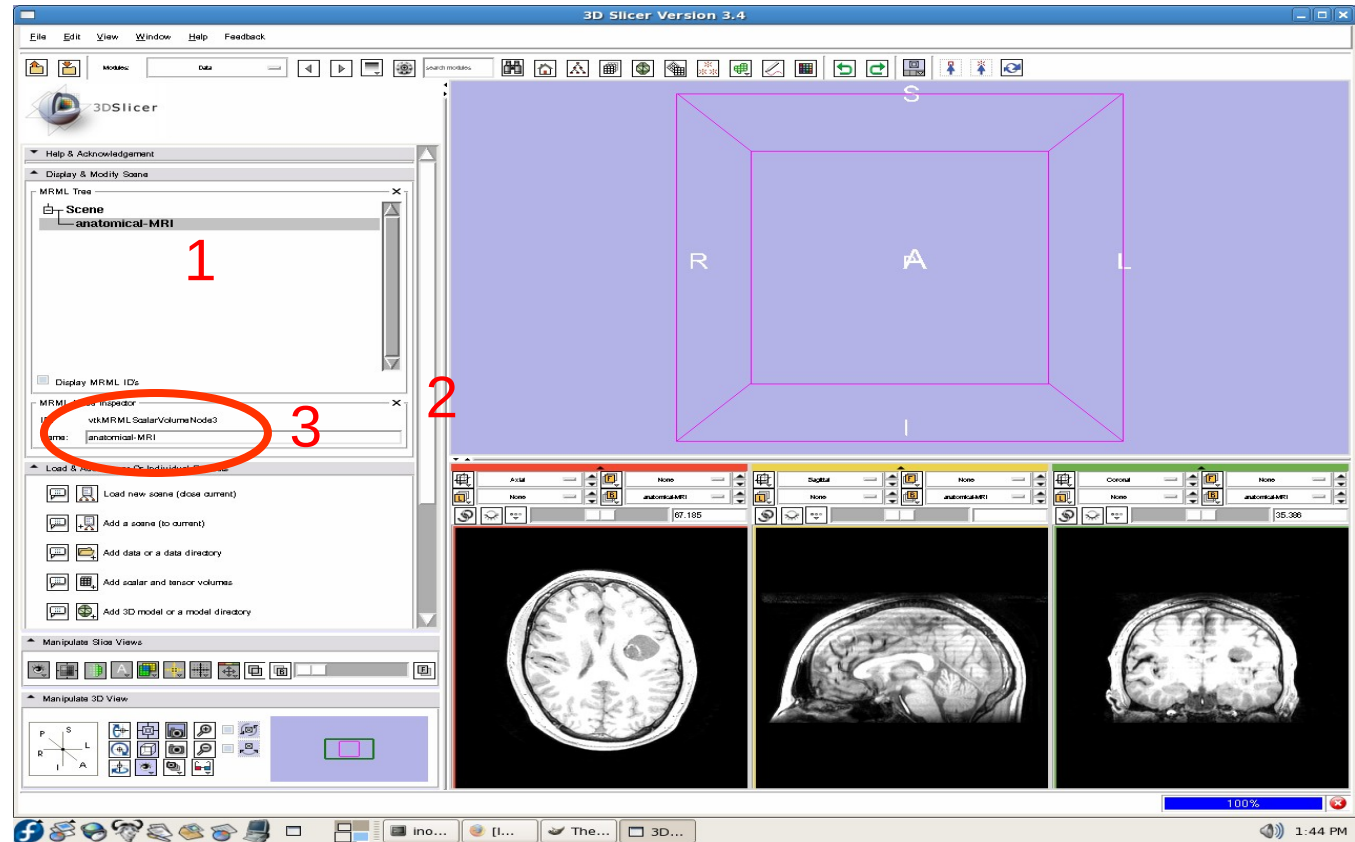 3D Slicer Version 3.4
File Edit View Window Help Feedback
Modules: Data search modules
3DSlicer
Help & Acknowledgement
Display & Modify Scene
MRML Tree
Scene
anatomical-MRI
1
Display MRML ID's
2
vtkMRMLScalarVolumeNode3
3
anatomical-MRI
Load new scene (close current)
Add a scene (to current)
Add data or a data directory
Add scalar and tensor volumes
Add 3D model or a model directory
Manipulate Slice Views
Manipulate 3D View
P S
R L
I A
S
R A L
I
Axial None
None anatomical-MRI
67.185
Sagittal None
None anatomical-MRI
Coronal None
None anatomical-MRI
35.386
100%
ino... [I... The... 3D... 1:44 PM